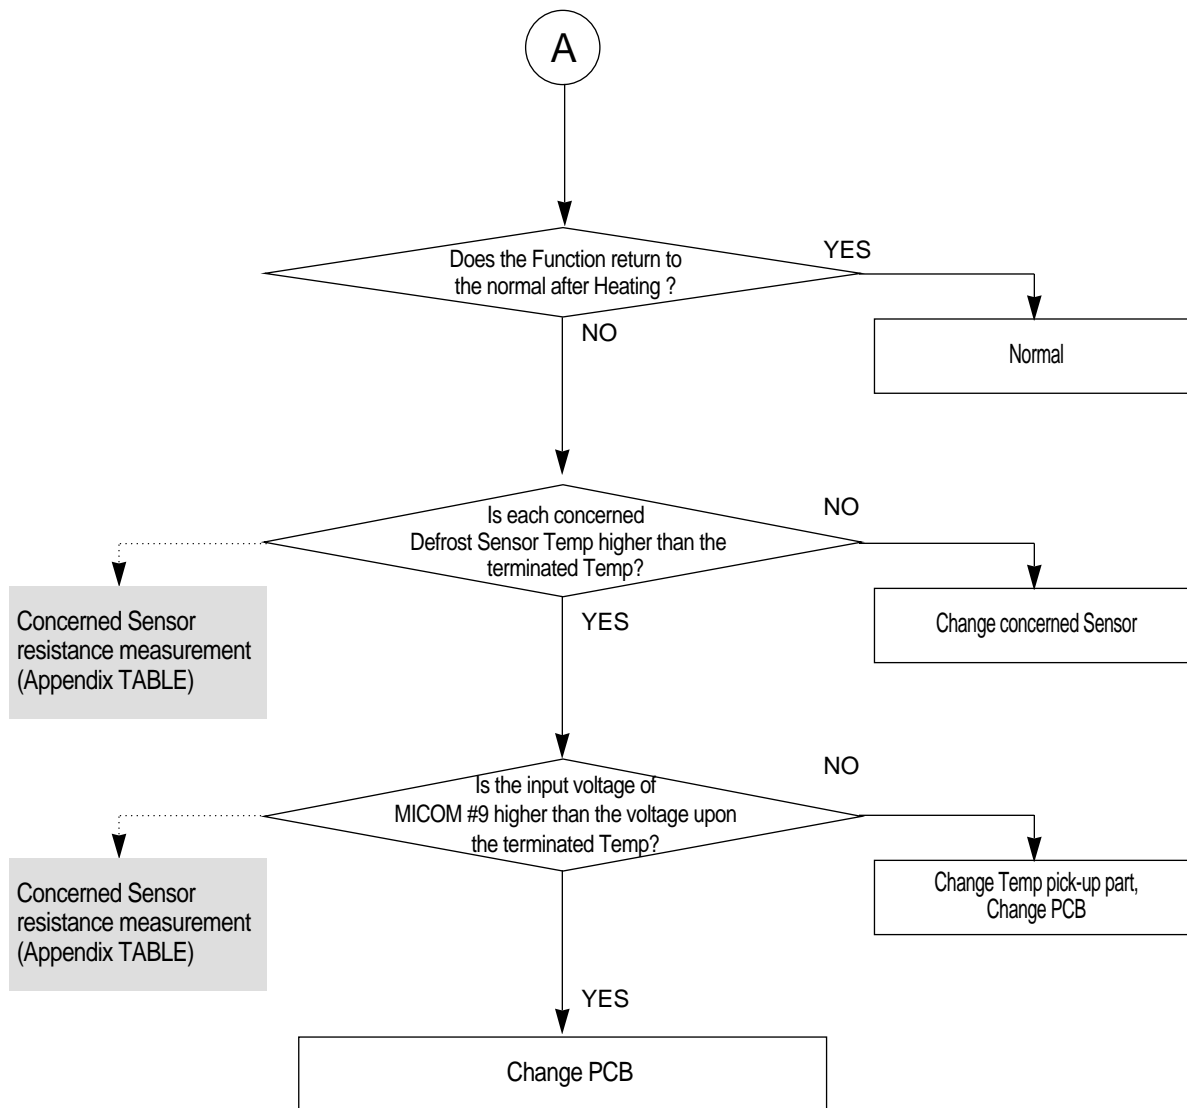 A
Does the Function return to
the normal after Heating ?
YES
NO
Normal
Is each concerned
Defrost Sensor Temp higher than the
terminated Temp?
NO
YES
Change concerned Sensor
Concerned Sensor
resistance measurement
(Appendix TABLE)
Is the input voltage of
MICOM #9 higher than the voltage upon
the terminated Temp?
NO
YES
Change Temp pick-up part,
Change PCB
Concerned Sensor
resistance measurement
(Appendix TABLE)
Change PCB